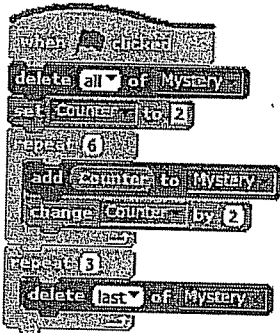 when clicked
delete all of Mystery
set Counter to 2
repeat 6
add Counter to Mystery
change Counter by 2
repeat 3
delete last of Mystery